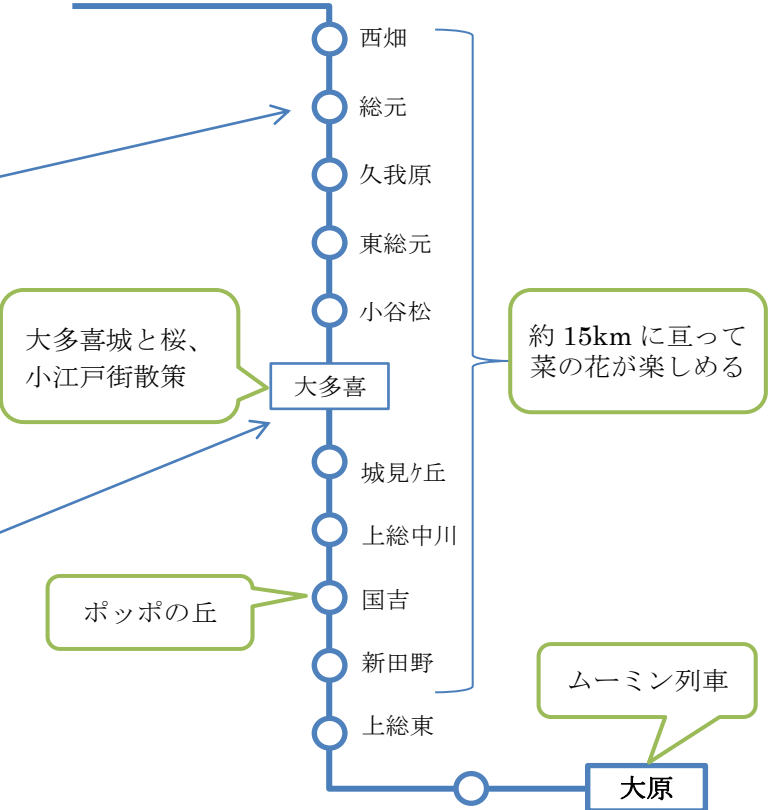 西畑
総元
久我原
東総元
小谷松
大多喜城と桜、
小江戸街散策
約 15km に亘って
菜の花が楽しめる
大多喜
城見ケ丘
上総中川
ポッポの丘
国吉
新田野
ムーミン列車
上総東
大原